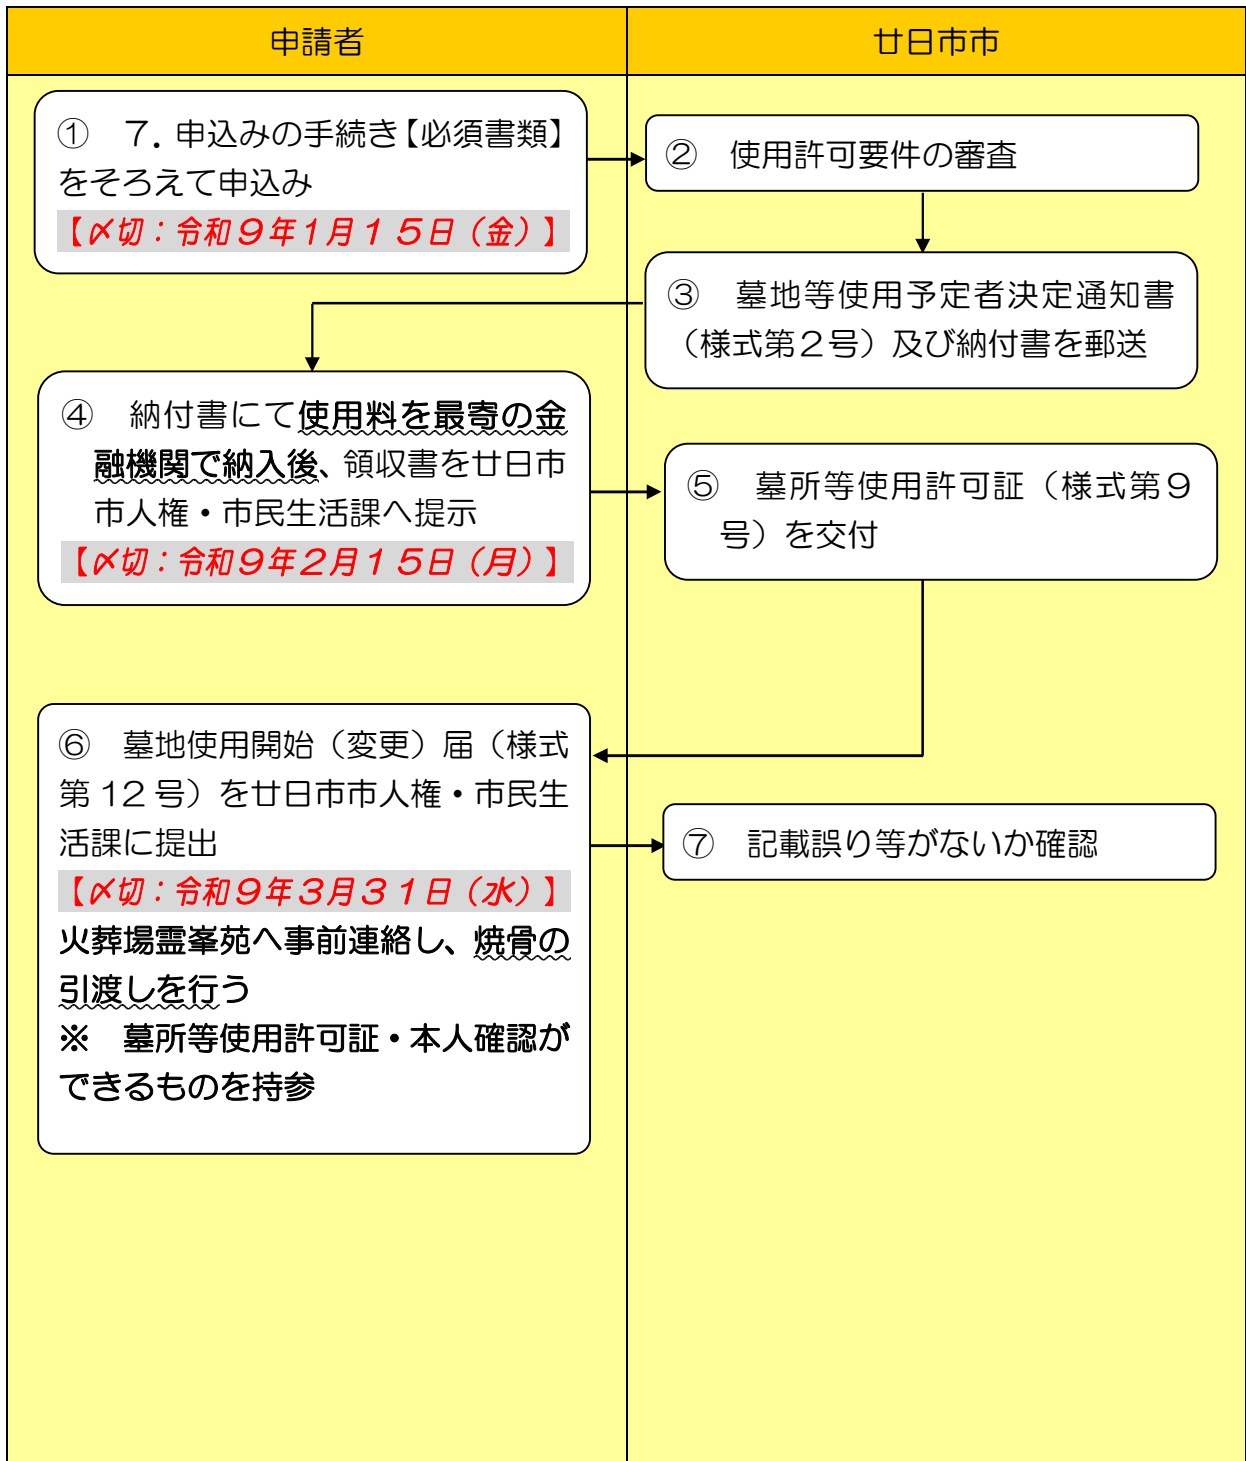 申請者
廿日市市
①　７．申込みの手続き【必須書類】
をそろえて申込み
【〆切：令和９年１月１５日（金）】
②　使用許可要件の審査
③　墓地等使用予定者決定通知書
（様式第２号）及び納付書を郵送
④　納付書にて使用料を最寄の金
融機関で納入後、領収書を廿日市
市人権・市民生活課へ提示
【〆切：令和９年２月１５日（月）】
⑤　墓所等使用許可証（様式第９
号）を交付
⑥　墓地使用開始（変更）届（様式
第 12 号）を廿日市市人権・市民生
活課に提出
【〆切：令和９年３月３１日（水）】
火葬場霊峯苑へ事前連絡し、焼骨の
引渡しを行う
※　墓所等使用許可証・本人確認が
できるものを持参
⑦　記載誤り等がないか確認